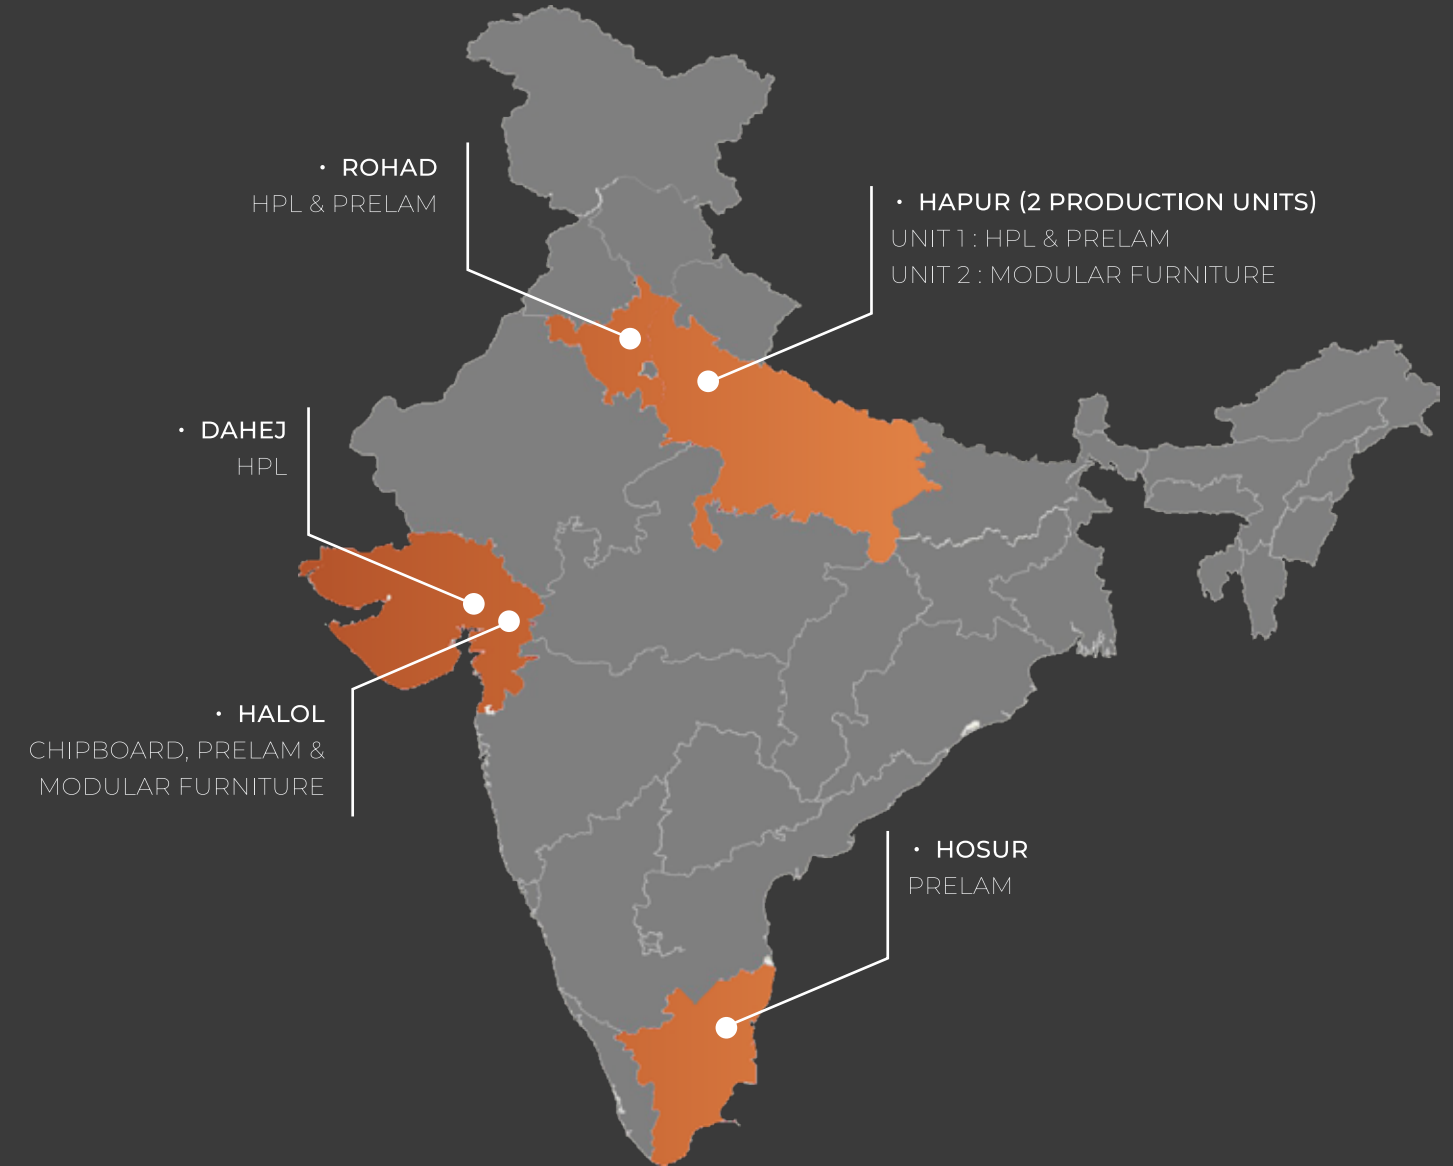 · ROHAD
HPL & PRELAM
· HAPUR (2 PRODUCTION UNITS)
UNIT 1 : HPL & PRELAM
UNIT 2 : MODULAR FURNITURE
· DAHEJ
HPL
· HALOL
CHIPBOARD, PRELAM &
MODULAR FURNITURE
· HOSUR
PRELAM